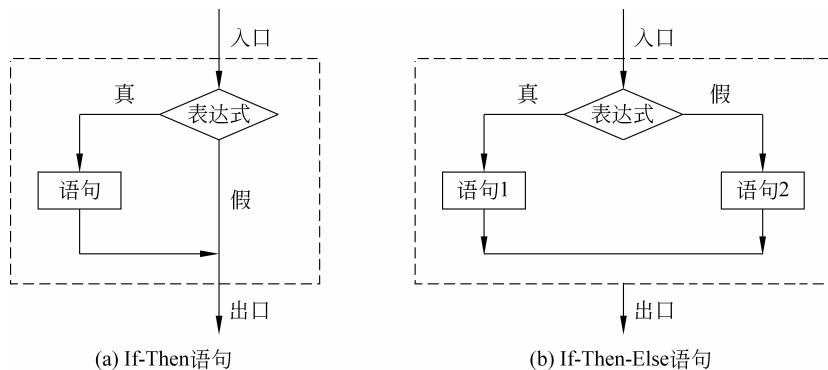 入口
真
表达式
语句
假
出口
(a) If-Then语句
入口
真
表达式
假
语句1
语句2
出口
(b) If-Then-Else语句